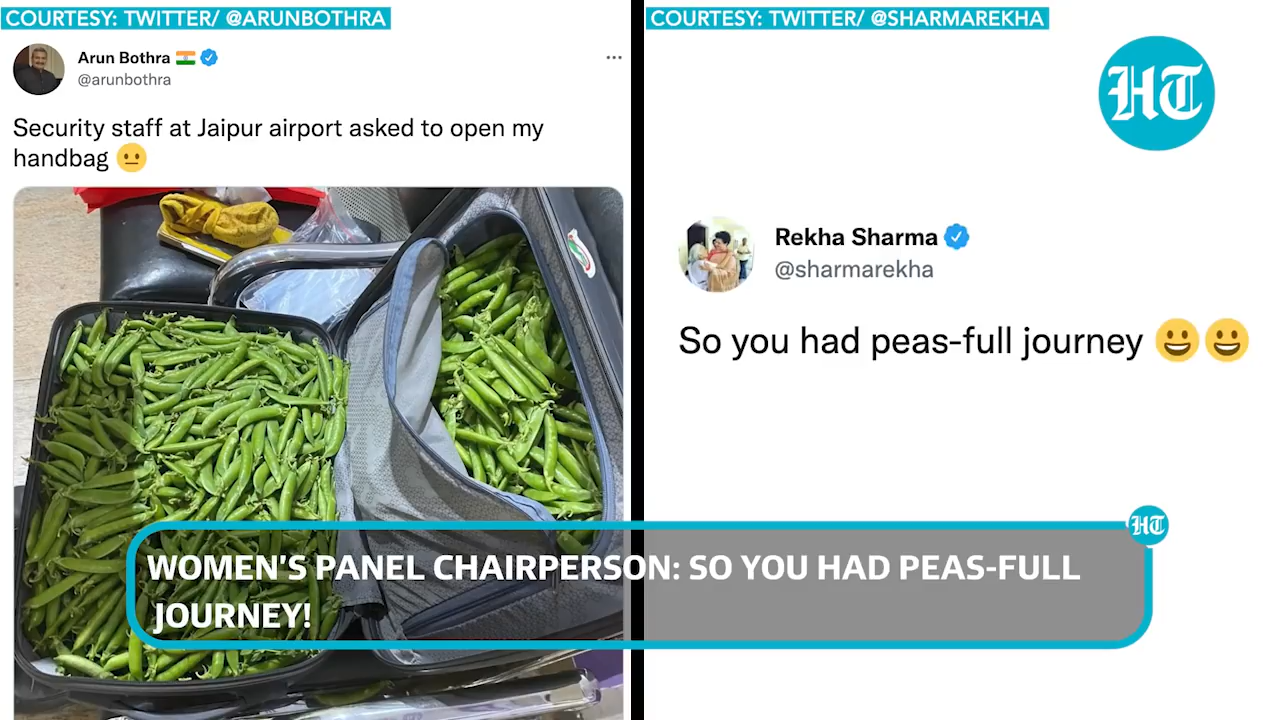 COURTESY: TWITTER/ @ARUNBOTHRA
Arun Bothra
@arunbothra
Security staff at Jaipur airport asked to open my
handbag
COURTESY: TWITTER/ @SHARMAREKHA
HT
Rekha Sharma
@sharmarekha
So you had peas-full journey
HT
WOMEN'S PANEL CHAIRPERSON: SO YOU HAD PEAS-FULL
JOURNEY!